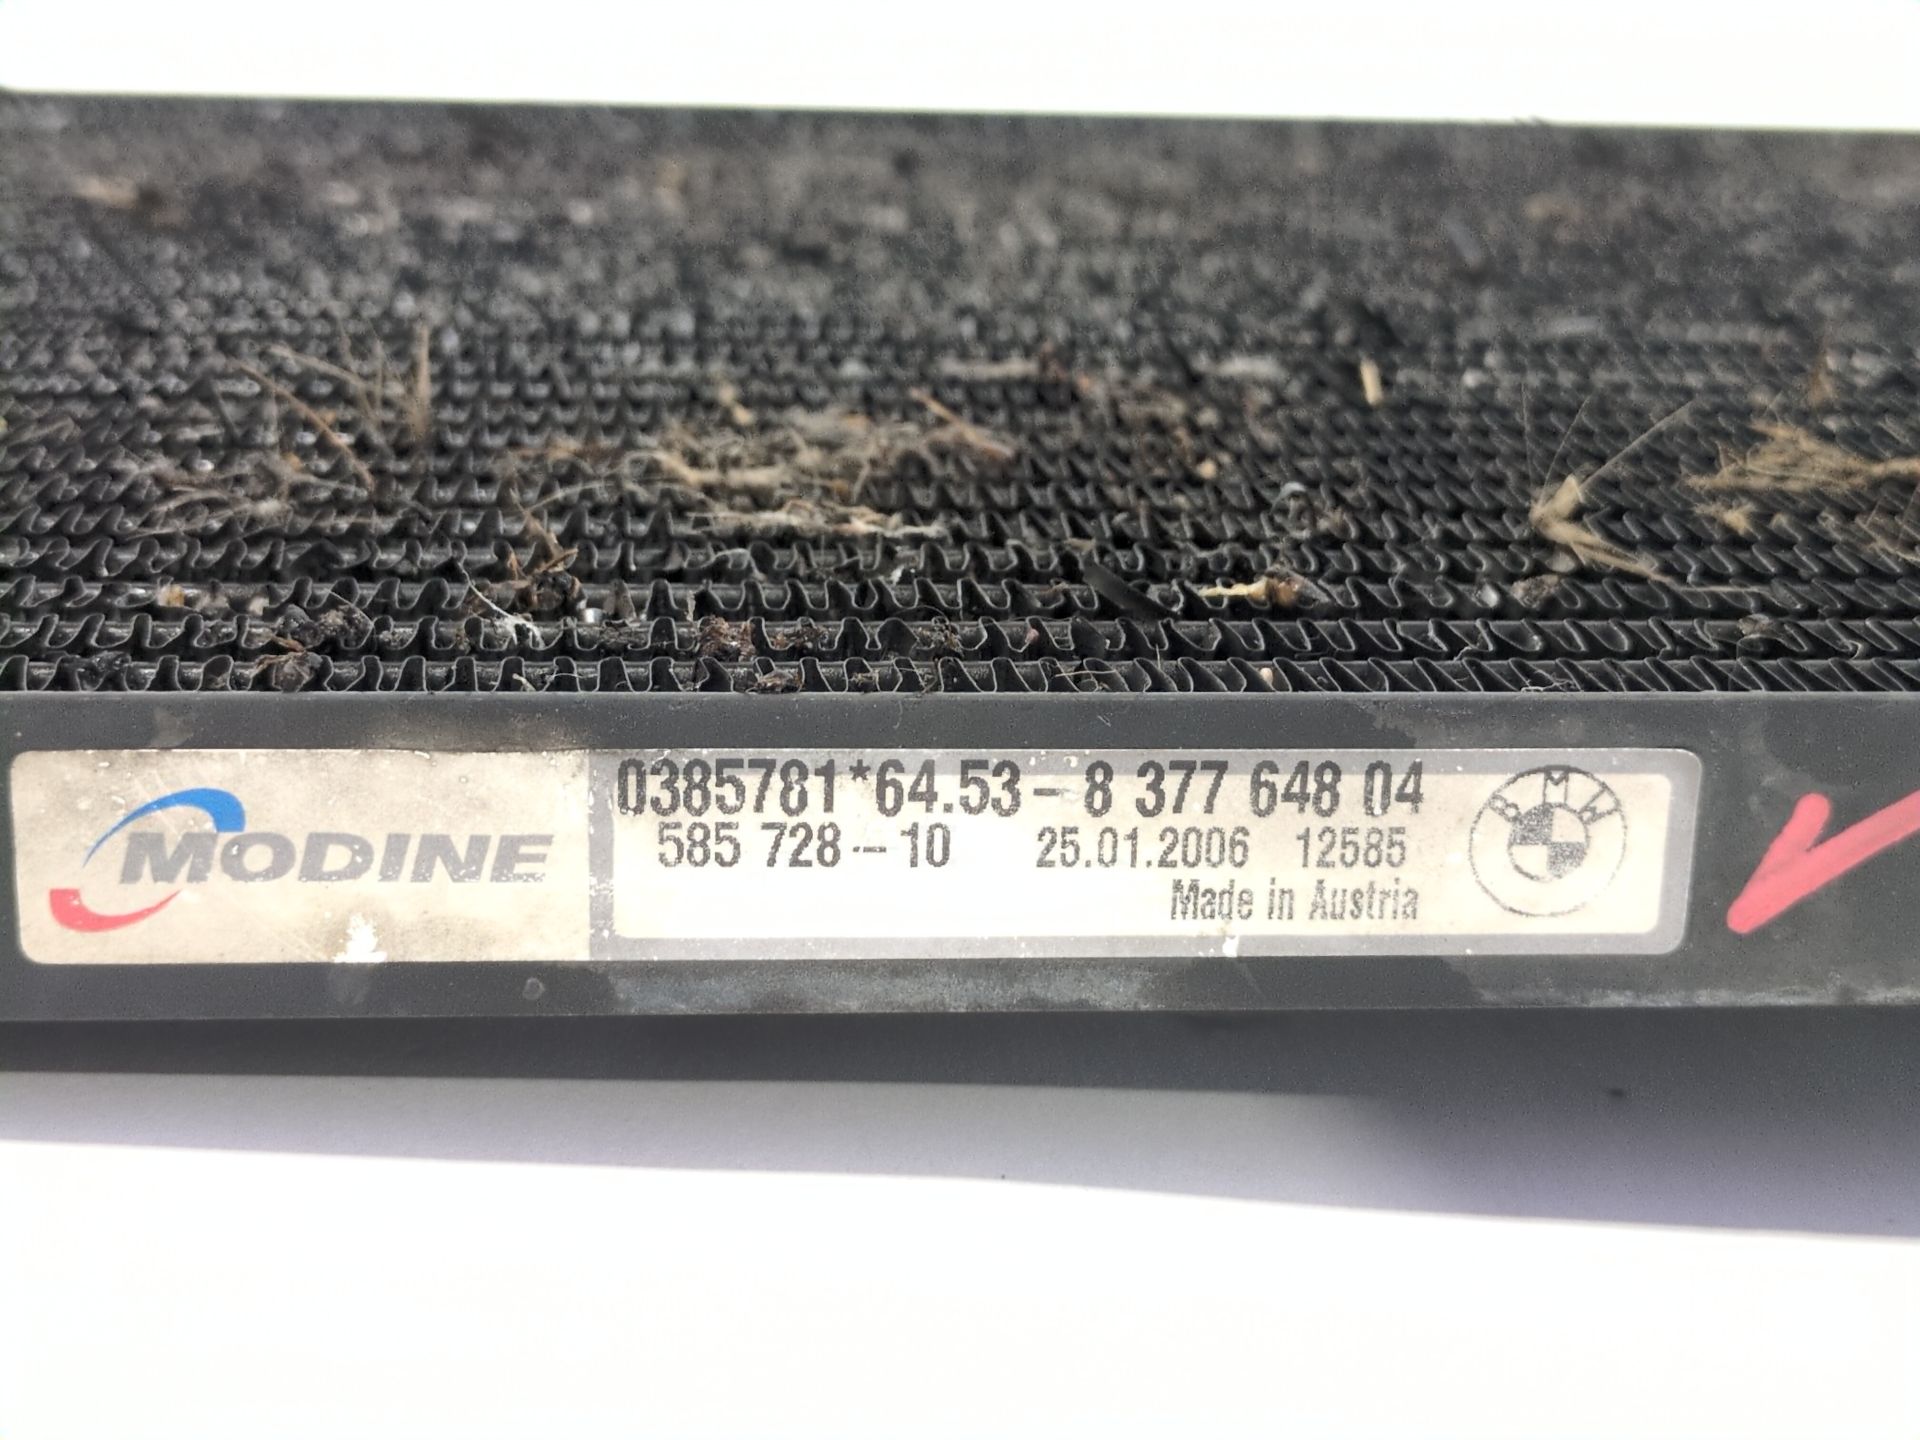 MODINE
0385781*64.53-8 377 648 04
585 728-10 25.01.2006 12585
Made in Austria
BMW